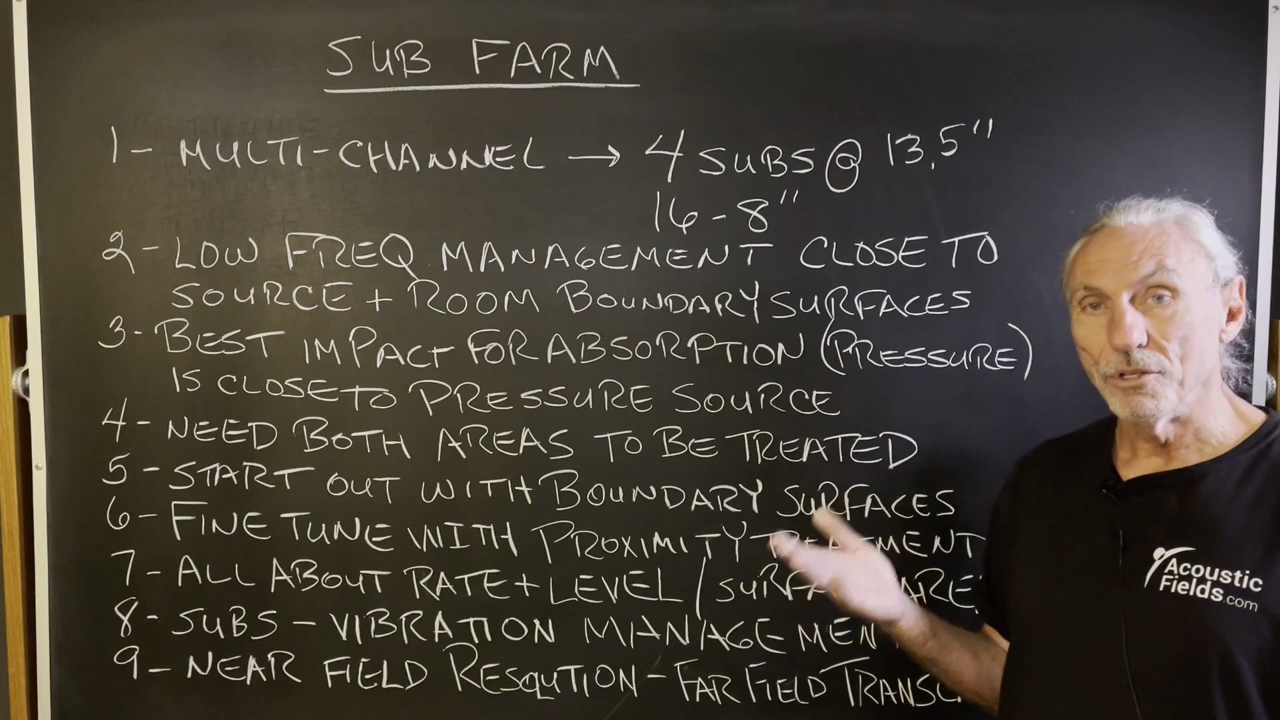 SUB FARM
1 - MULTI-CHANNEL → 4 SUBS @ 13.5"
16 - 8"
2 - LOW FREQ MANAGEMENT CLOSE TO
SOURCE + ROOM BOUNDARY SURFACES
3 - BEST IMPACT FOR ABSORPTION (PRESSURE)
IS CLOSE TO PRESSURE SOURCE
4 - NEED BOTH AREAS TO BE TREATED
5 - START OUT WITH BOUNDARY SURFACES
6 - FINE TUNE WITH PROXIMITY TREATMENT
7 - ALL ABOUT RATE + LEVEL /
8 - SUBS - VIBRATION MANAGEMEN
9 - NEAR FIELD RESOLUTION - FAR FIELD
Acoustic
Fields.com